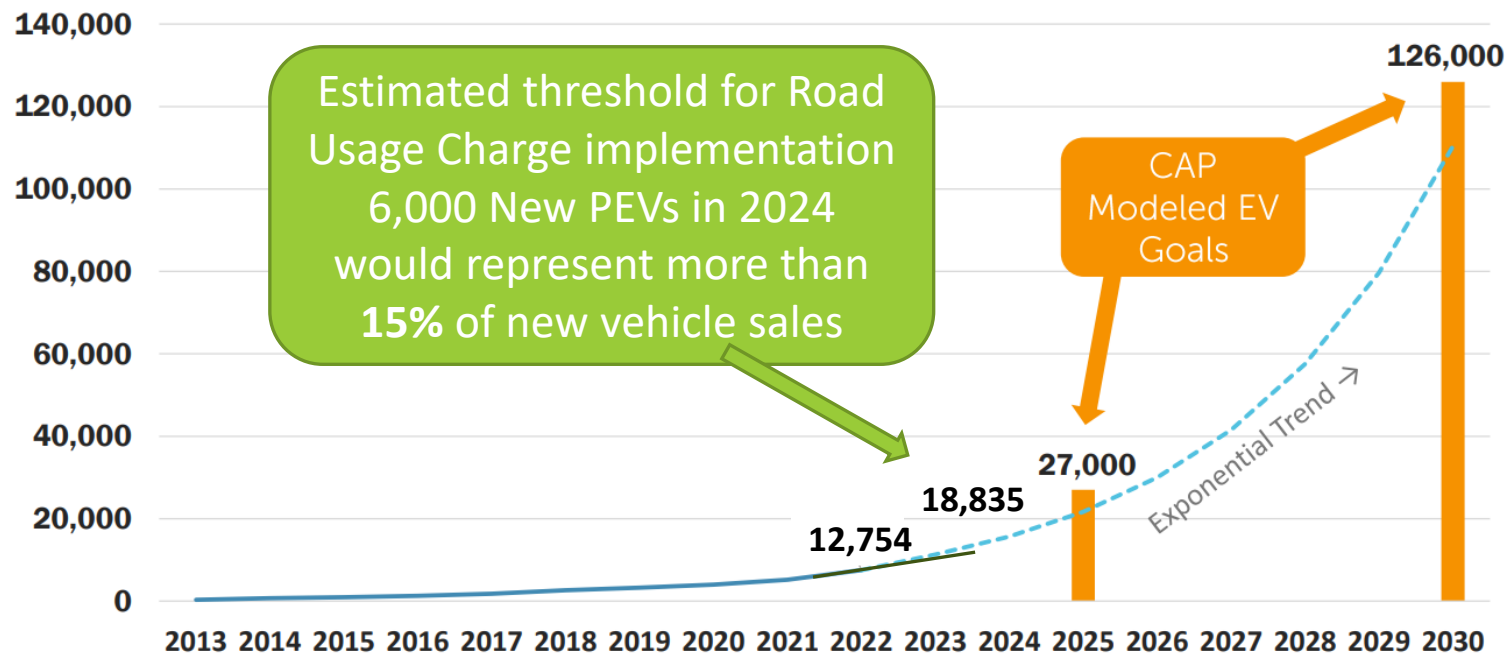 140,000
120,000
100,000
80,000
60,000
40,000
20,000
0
Estimated threshold for Road
Usage Charge implementation
6,000 New PEVs in 2024
would represent more than
15% of new vehicle sales
CAP
Modeled EV
Goals
126,000
27,000
18,835
12,754
Exponential Trend →
2013 2014 2015 2016 2017 2018 2019 2020 2021 2022 2023 2024 2025 2026 2027 2028 2029 2030